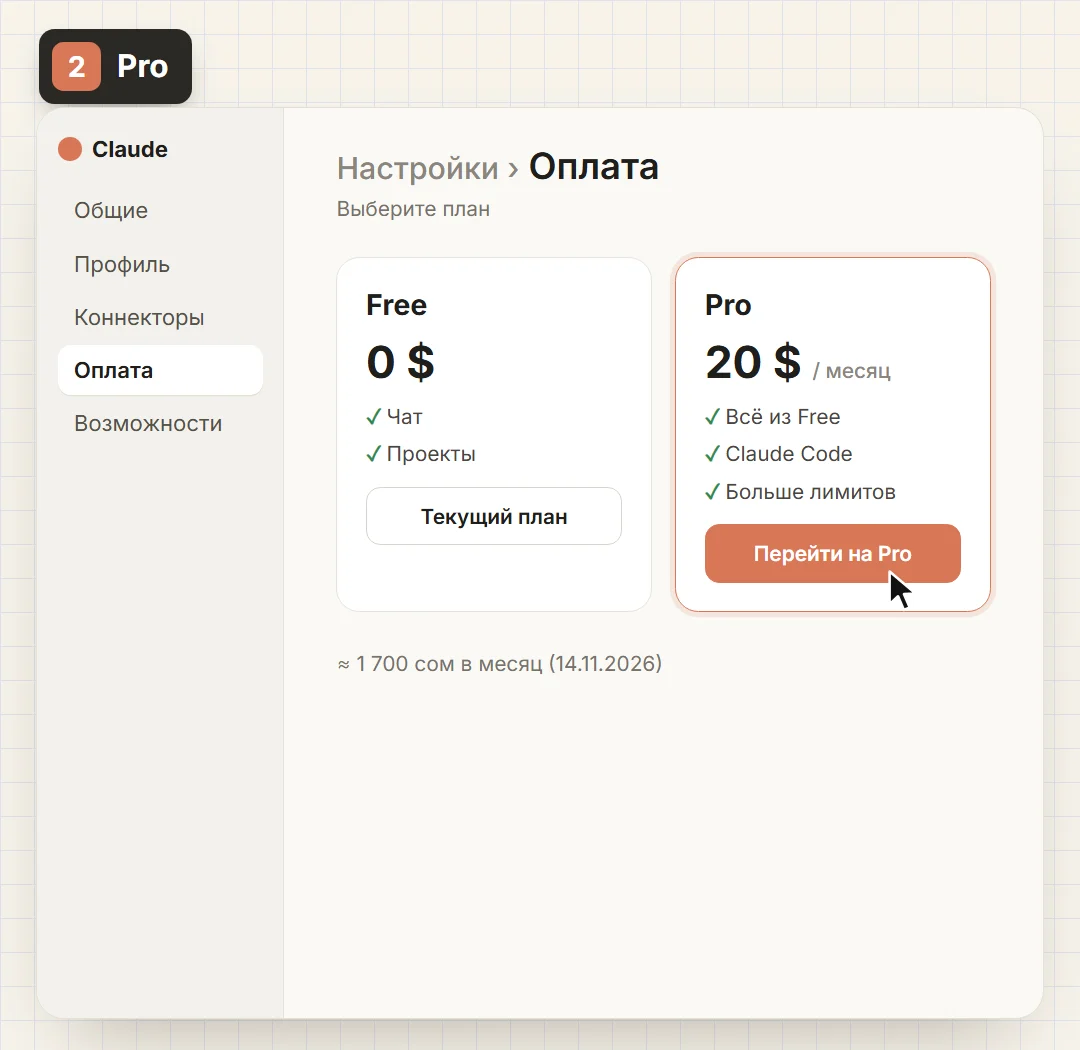 2 Pro
Claude
Общие
Профиль
Коннекторы
Оплата
Возможности
Настройки › Оплата
Выберите план
Free
0 $
✓ Чат
✓ Проекты
Текущий план
Pro
20 $ / месяц
✓ Всё из Free
✓ Claude Code
✓ Больше лимитов
Перейти на Pro
≈ 1 700 сом в месяц (14.11.2026)